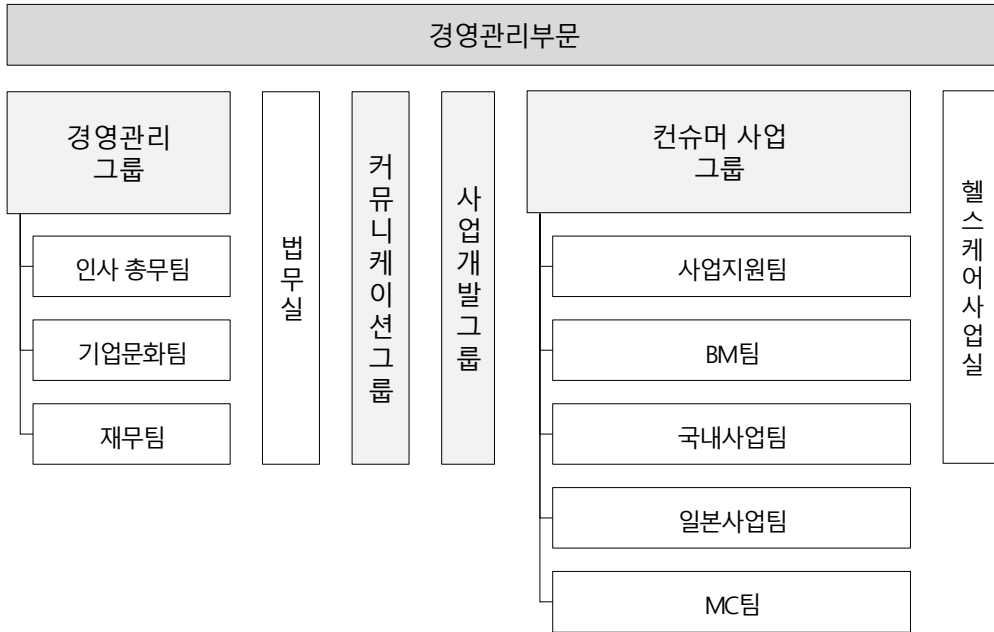 경영관리부문
경영관리
그룹
인사 총무팀
기업문화팀
재무팀
법무실
커뮤니케이션그룹
사업개발그룹
컨슈머 사업
그룹
사업지원팀
BM팀
국내사업팀
일본사업팀
MC팀
헬스케어사업실